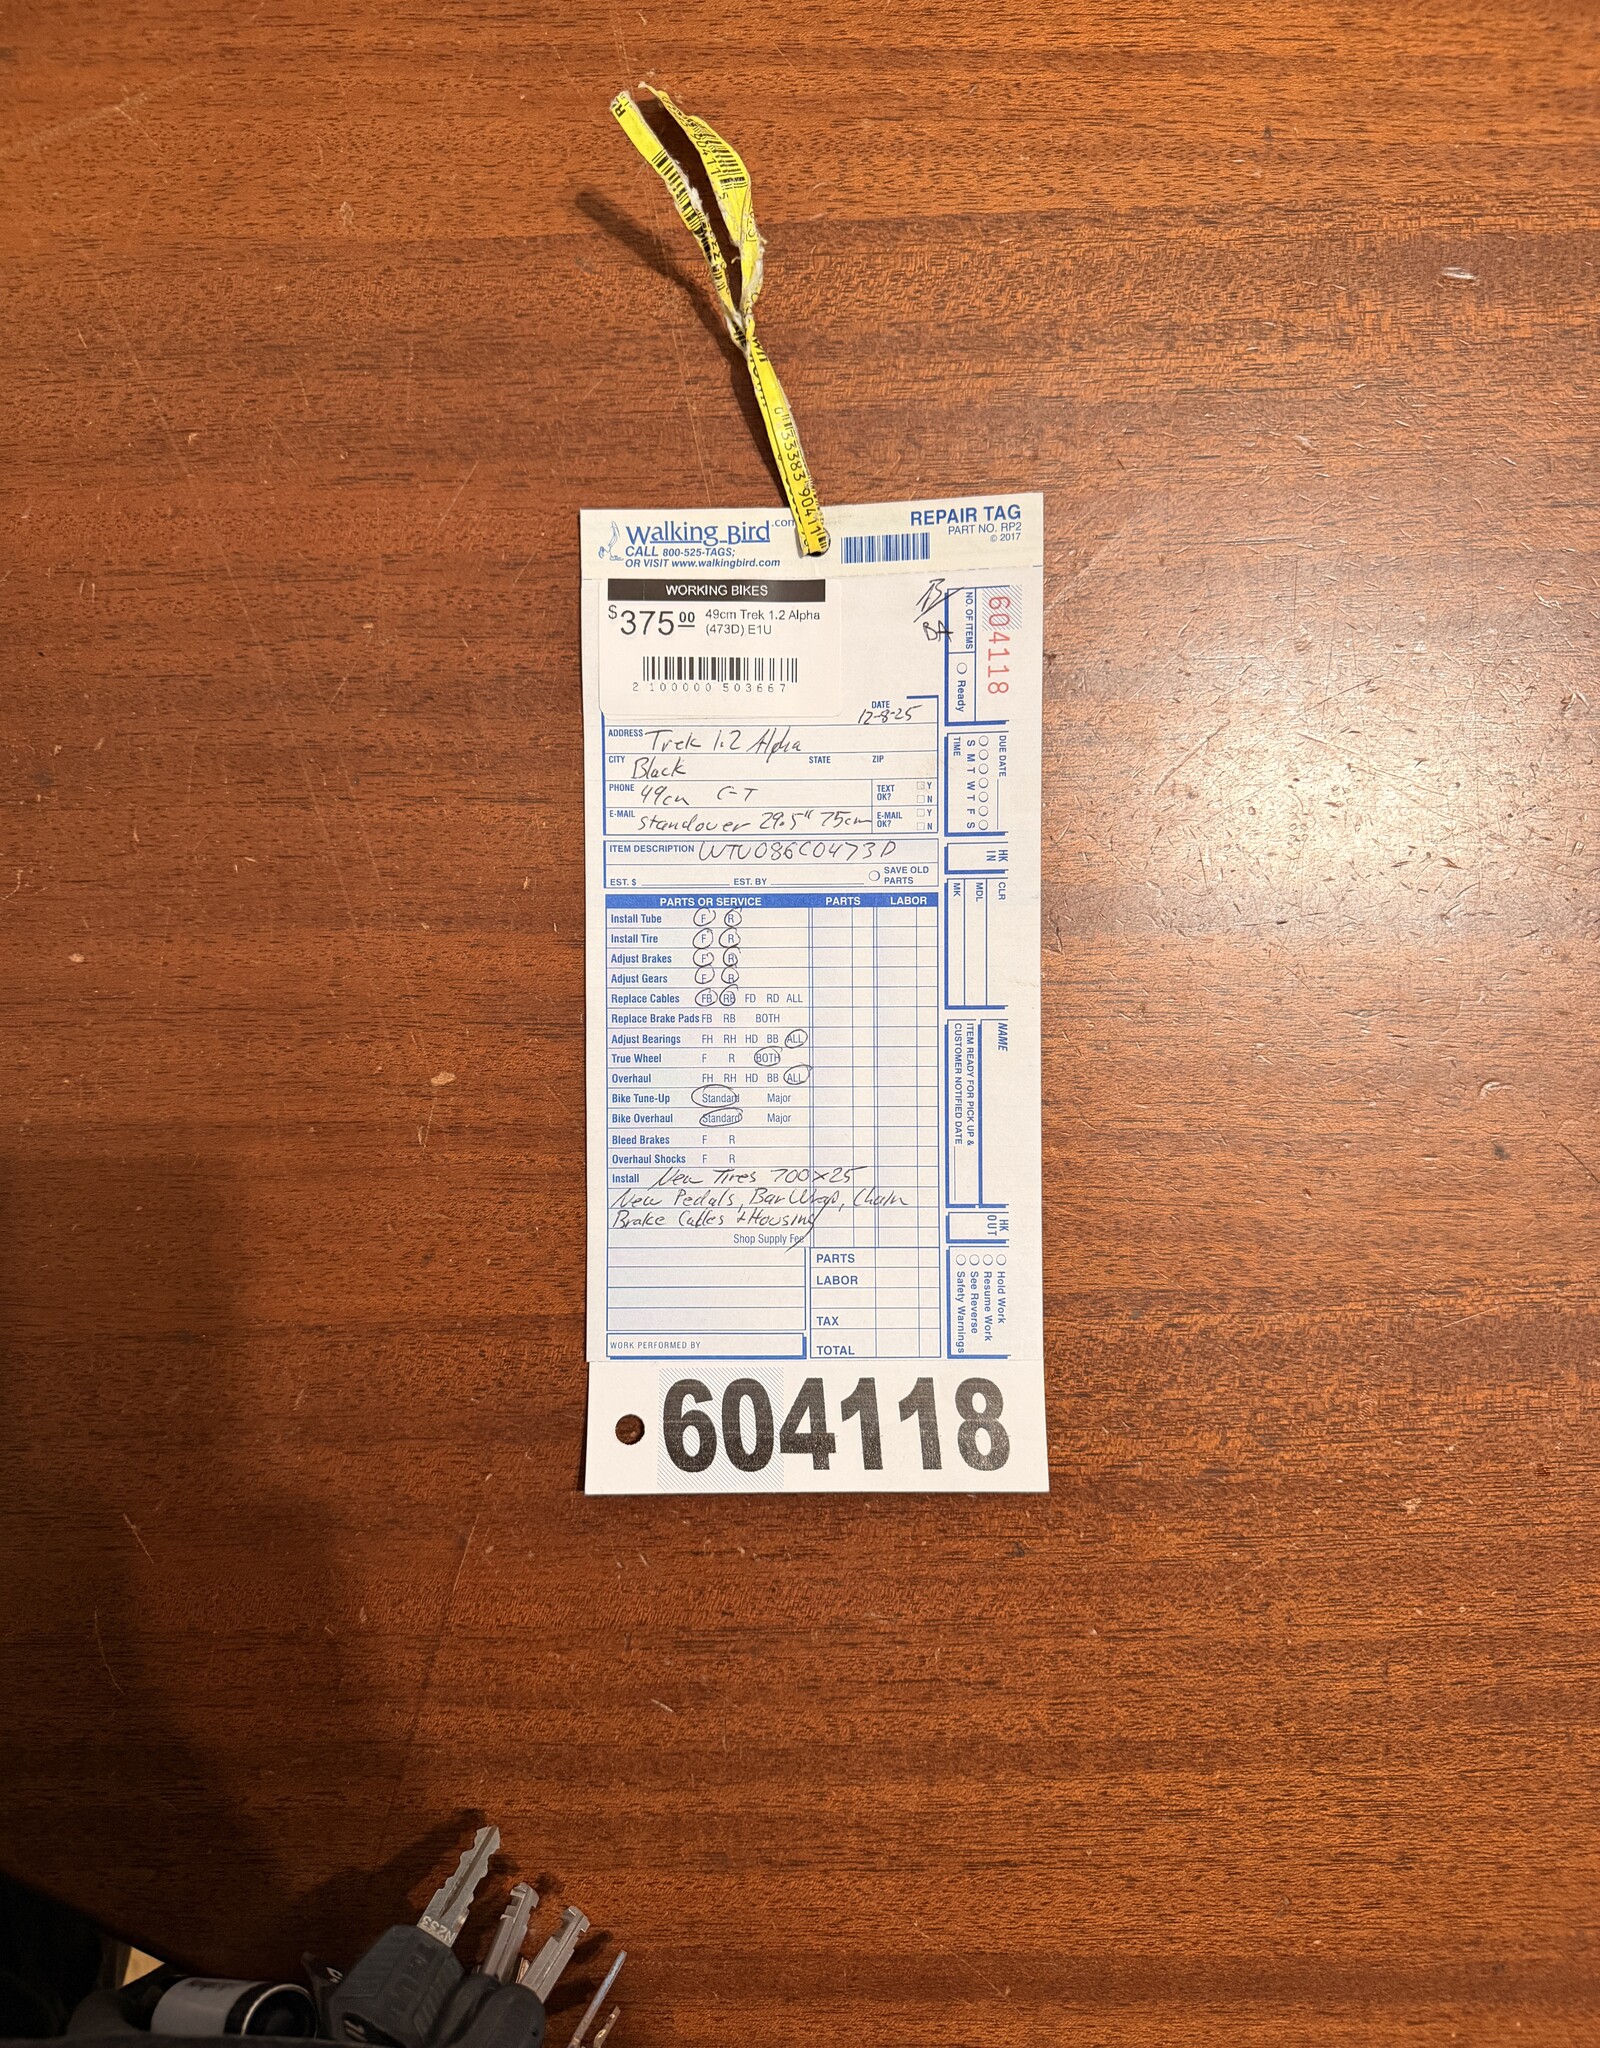 Walking Bird.com
CALL 800-525-TAGS;
OR VISIT www.walkingbird.com
REPAIR TAG
PART NO. RP2
© 2017
WORKING BIKES
$375.00 49cm Trek 1.2 Alpha
(473D) E1U
2 100000 503667
BA
DATE
12-8-25
ADDRESS Trek 1.2 Alpha
CITY Black STATE ZIP
PHONE 49cm C-T TEXT OK? Y N
E-MAIL standover 29.5" 75cm E-MAIL OK? Y N
ITEM DESCRIPTION WTU086C0473D
EST. $ EST. BY SAVE OLD PARTS
PARTS OR SERVICE PARTS LABOR
Install Tube F R
Install Tire F R
Adjust Brakes F R
Adjust Gears F R
Replace Cables FB RB FD RD ALL
Replace Brake Pads FB RB BOTH
Adjust Bearings FH RH HD BB ALL
True Wheel F R BOTH
Overhaul FH RH HD BB ALL
Bike Tune-Up Standard Major
Bike Overhaul Standard Major
Bleed Brakes F R
Overhaul Shocks F R
Install New Tires 700x25
New Pedals, Bar Wrap, Chain
Brake Cables + Housing
Shop Supply Fee
PARTS
LABOR
TAX
TOTAL
WORK PERFORMED BY
604118
NO. OF ITEMS
Ready
DUE DATE
S M T W T F S
TIME
HK IN
CLR
MDL
MK
NAME
ITEM READY FOR PICK UP &
CUSTOMER NOTIFIED DATE
HK OUT
Hold Work
Resume Work
See Reverse
Safety Warnings
604118
33383 90411
N253